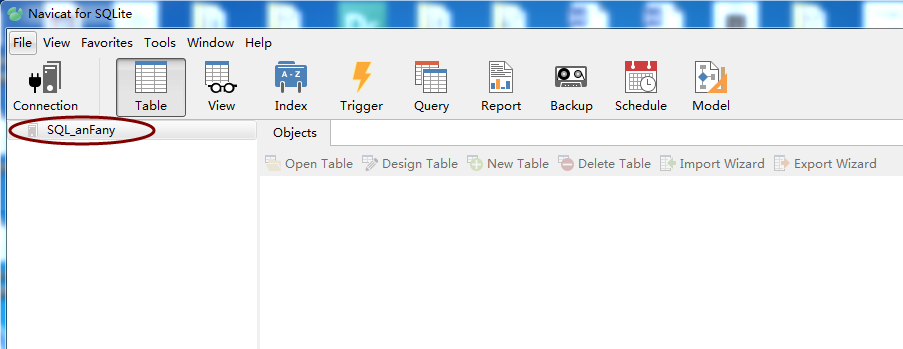 Navicat for SQLite
File View Favorites Tools Window Help
Connection Table View Index Trigger Query Report Backup Schedule Model
SQL_anFany
Objects
Open Table Design Table New Table Delete Table Import Wizard Export Wizard